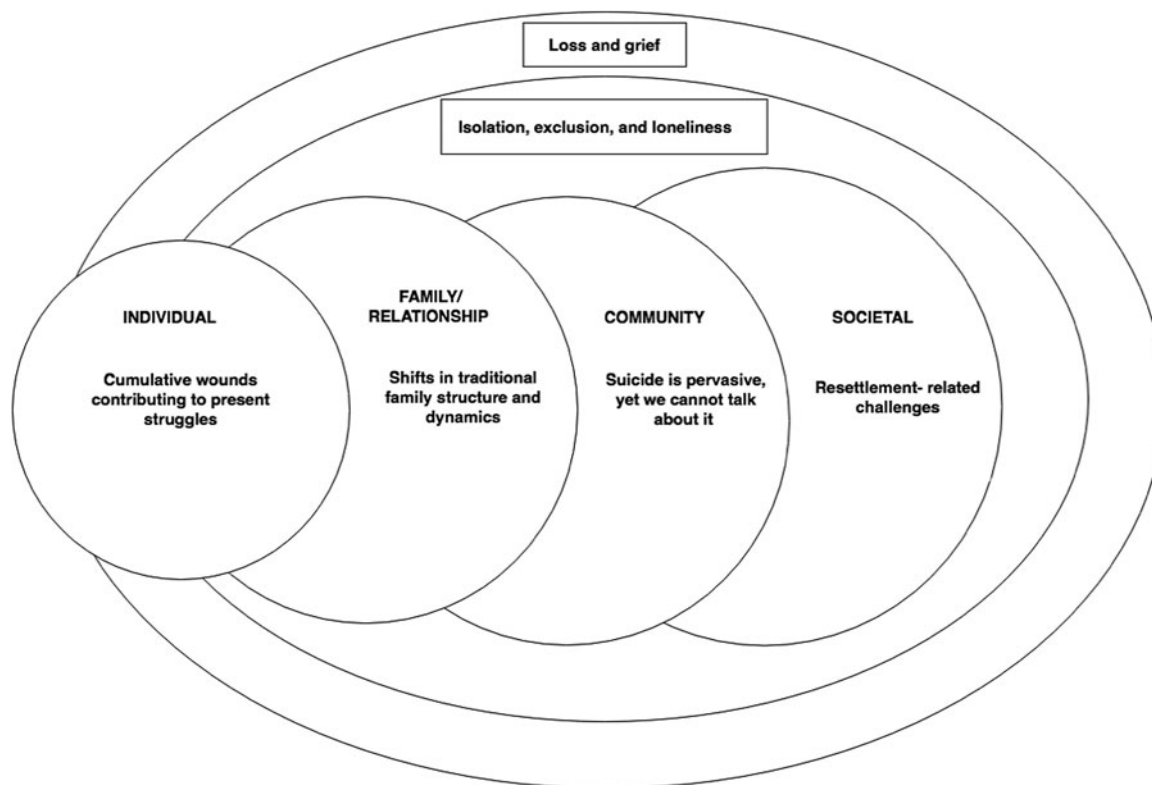 Loss and grief
Isolation, exclusion, and loneliness
INDIVIDUAL
Cumulative wounds
contributing to present
struggles
FAMILY/
RELATIONSHIP
Shifts in traditional
family structure and
dynamics
COMMUNITY
Suicide is pervasive,
yet we cannot talk
about it
SOCIETAL
Resettlement- related
challenges